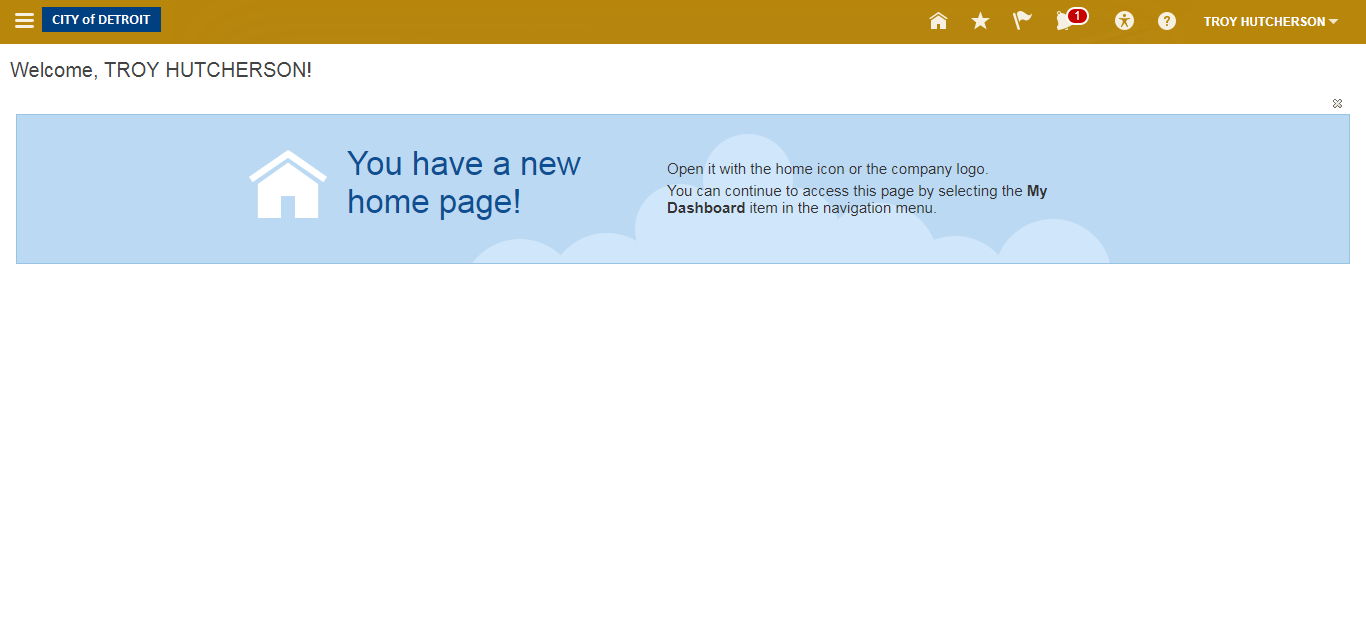 CITY of DETROIT
1
?
TROY HUTCHERSON
Welcome, TROY HUTCHERSON!
You have a new
home page!
Open it with the home icon or the company logo.
You can continue to access this page by selecting the My
Dashboard item in the navigation menu.